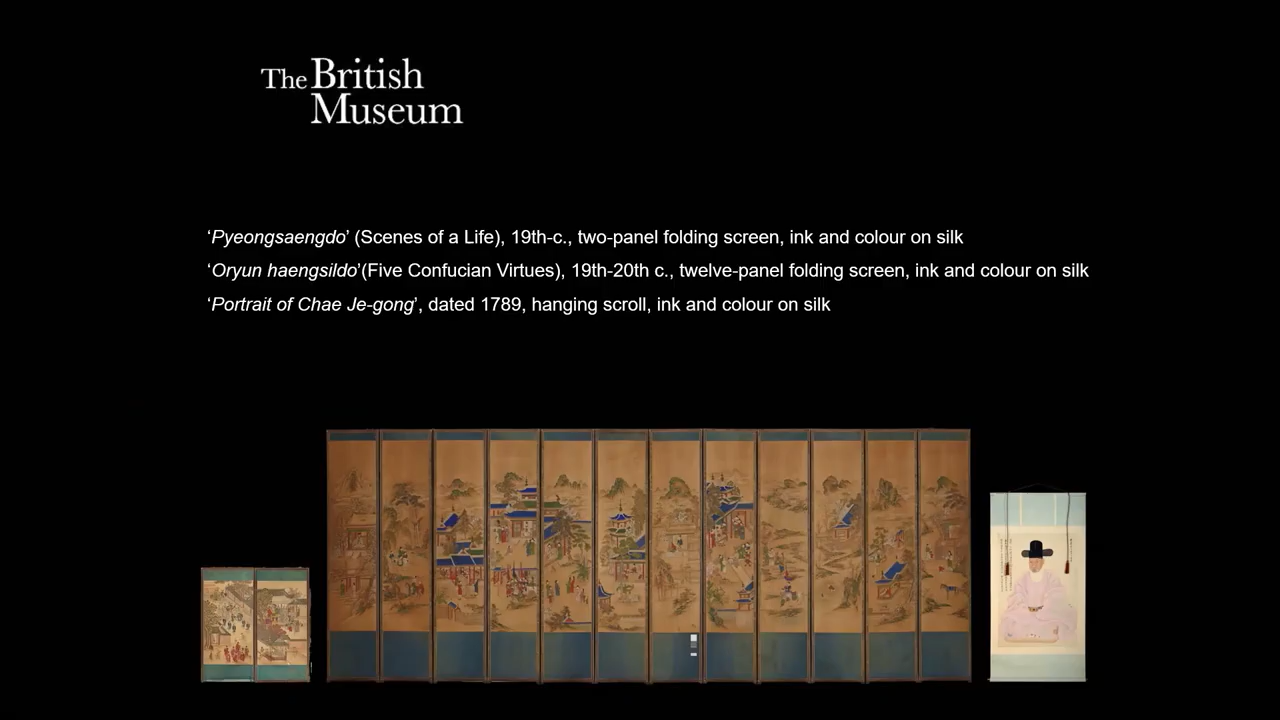 The British
Museum
‘Pyeongsaengdo’ (Scenes of a Life), 19th-c., two-panel folding screen, ink and colour on silk
‘Oryun haengsildo’(Five Confucian Virtues), 19th-20th c., twelve-panel folding screen, ink and colour on silk
‘Portrait of Chae Je-gong’, dated 1789, hanging scroll, ink and colour on silk